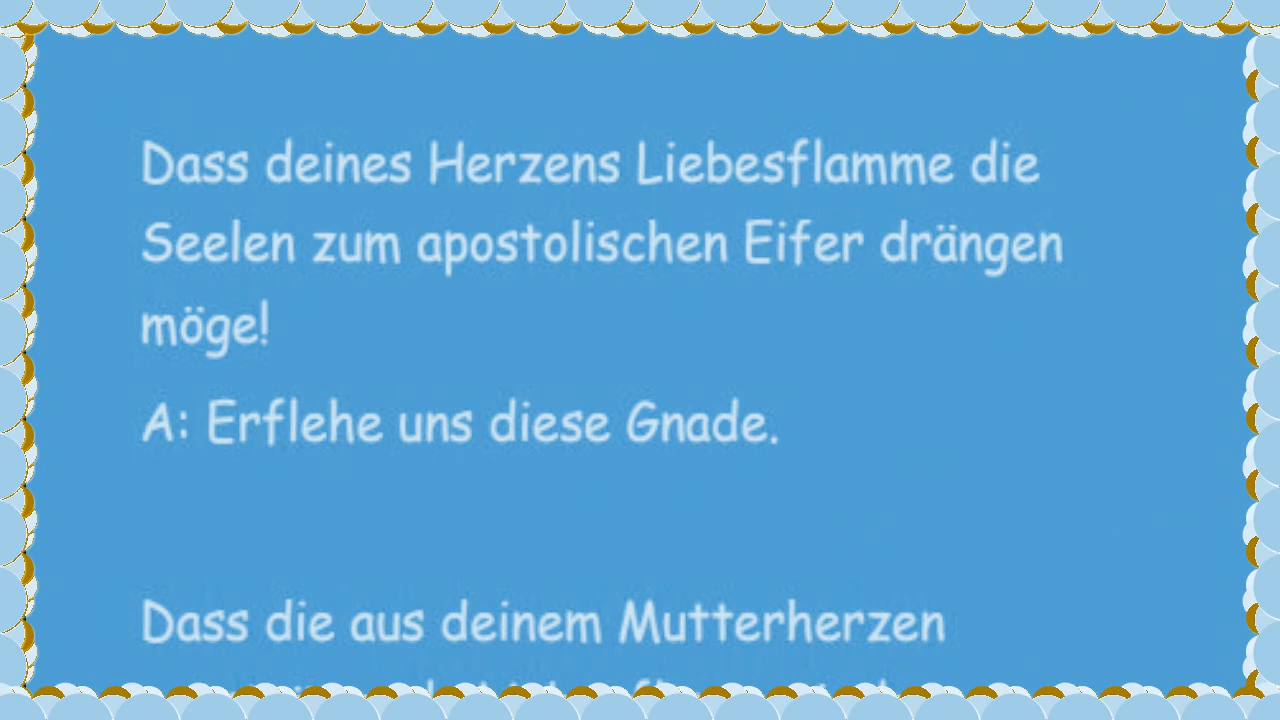 Dass deines Herzens Liebesflamme die
Seelen zum apostolischen Eifer drängen
möge!
A: Erflehe uns diese Gnade.
Dass die aus deinem Mutterherzen